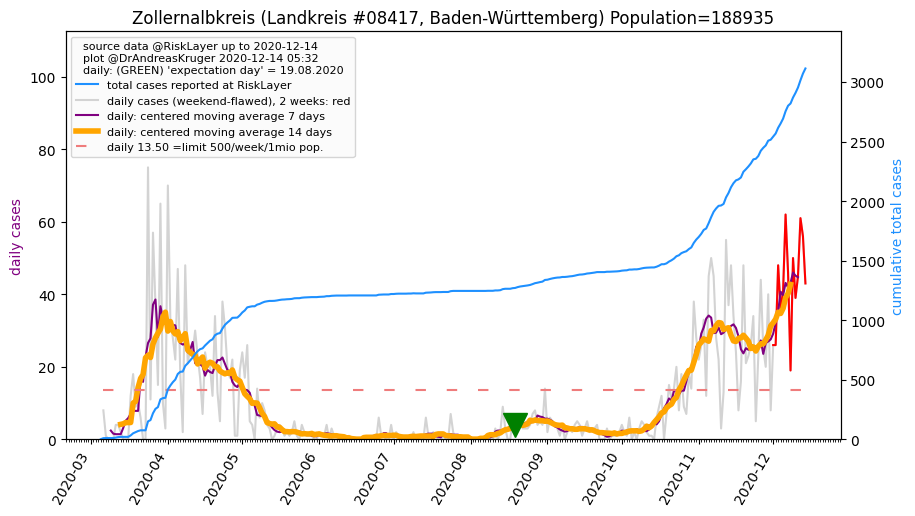 Zollernalbkreis (Landkreis #08417, Baden-Württemberg) Population=188935
source data @RiskLayer up to 2020-12-14
plot @DrAndreasKruger 2020-12-14 05:32
daily: (GREEN) 'expectation day' = 19.08.2020
total cases reported at RiskLayer
daily cases (weekend-flawed), 2 weeks: red
daily: centered moving average 7 days
daily: centered moving average 14 days
daily 13.50 =limit 500/week/1mio pop.
daily cases
100
80
60
40
20
0
cumulative total cases
3000
2500
2000
1500
1000
500
0
2020-03
2020-04
2020-05
2020-06
2020-07
2020-08
2020-09
2020-10
2020-11
2020-12